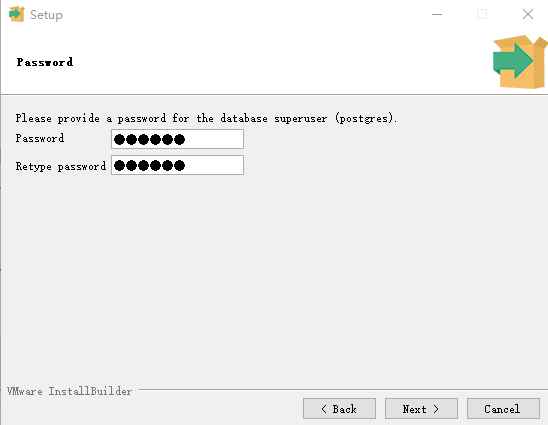 Setup
Password
Please provide a password for the database superuser (postgres).
Password ●●●●●●
Retype password ●●●●●●
VMware InstallBuilder
< Back Next > Cancel